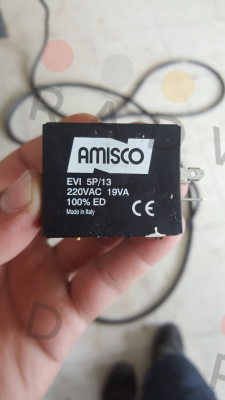 AMISCO
EVI 5P/13
220VAC 19VA
100% ED
Made in Italy
CE